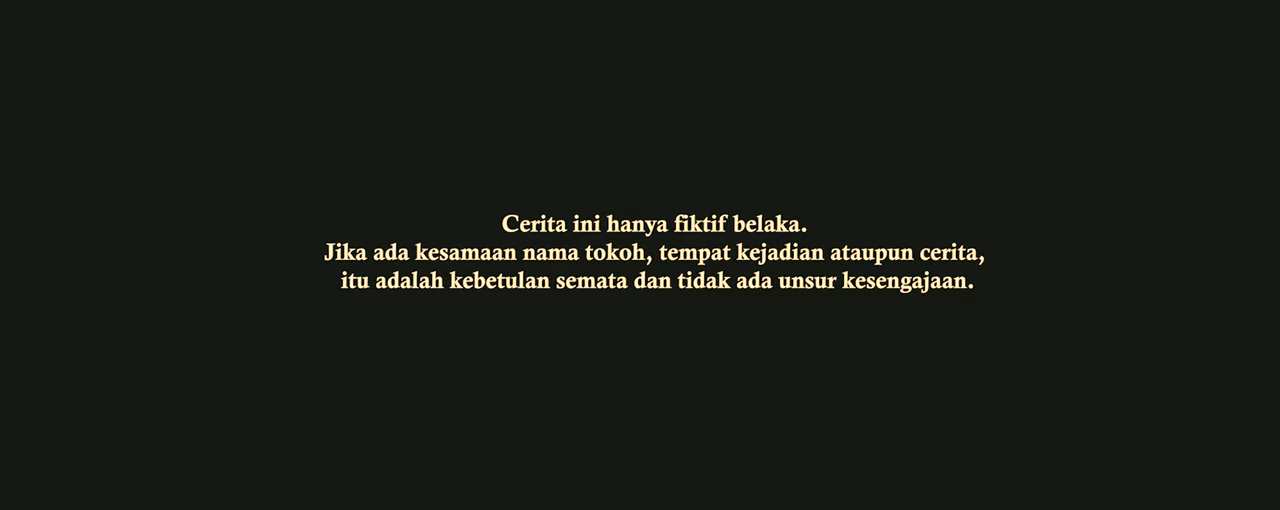 Cerita ini hanya fiktif belaka.
Jika ada kesamaan nama tokoh, tempat kejadian ataupun cerita,
itu adalah kebetulan semata dan tidak ada unsur kesengajaan.